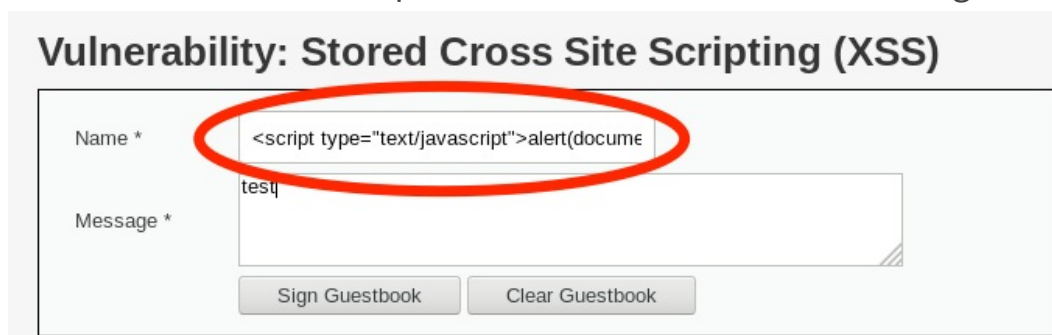 Vulnerability: Stored Cross Site Scripting (XSS)
Name *
<script type="text/javascript">alert(docume
test
Message *
Sign Guestbook Clear Guestbook